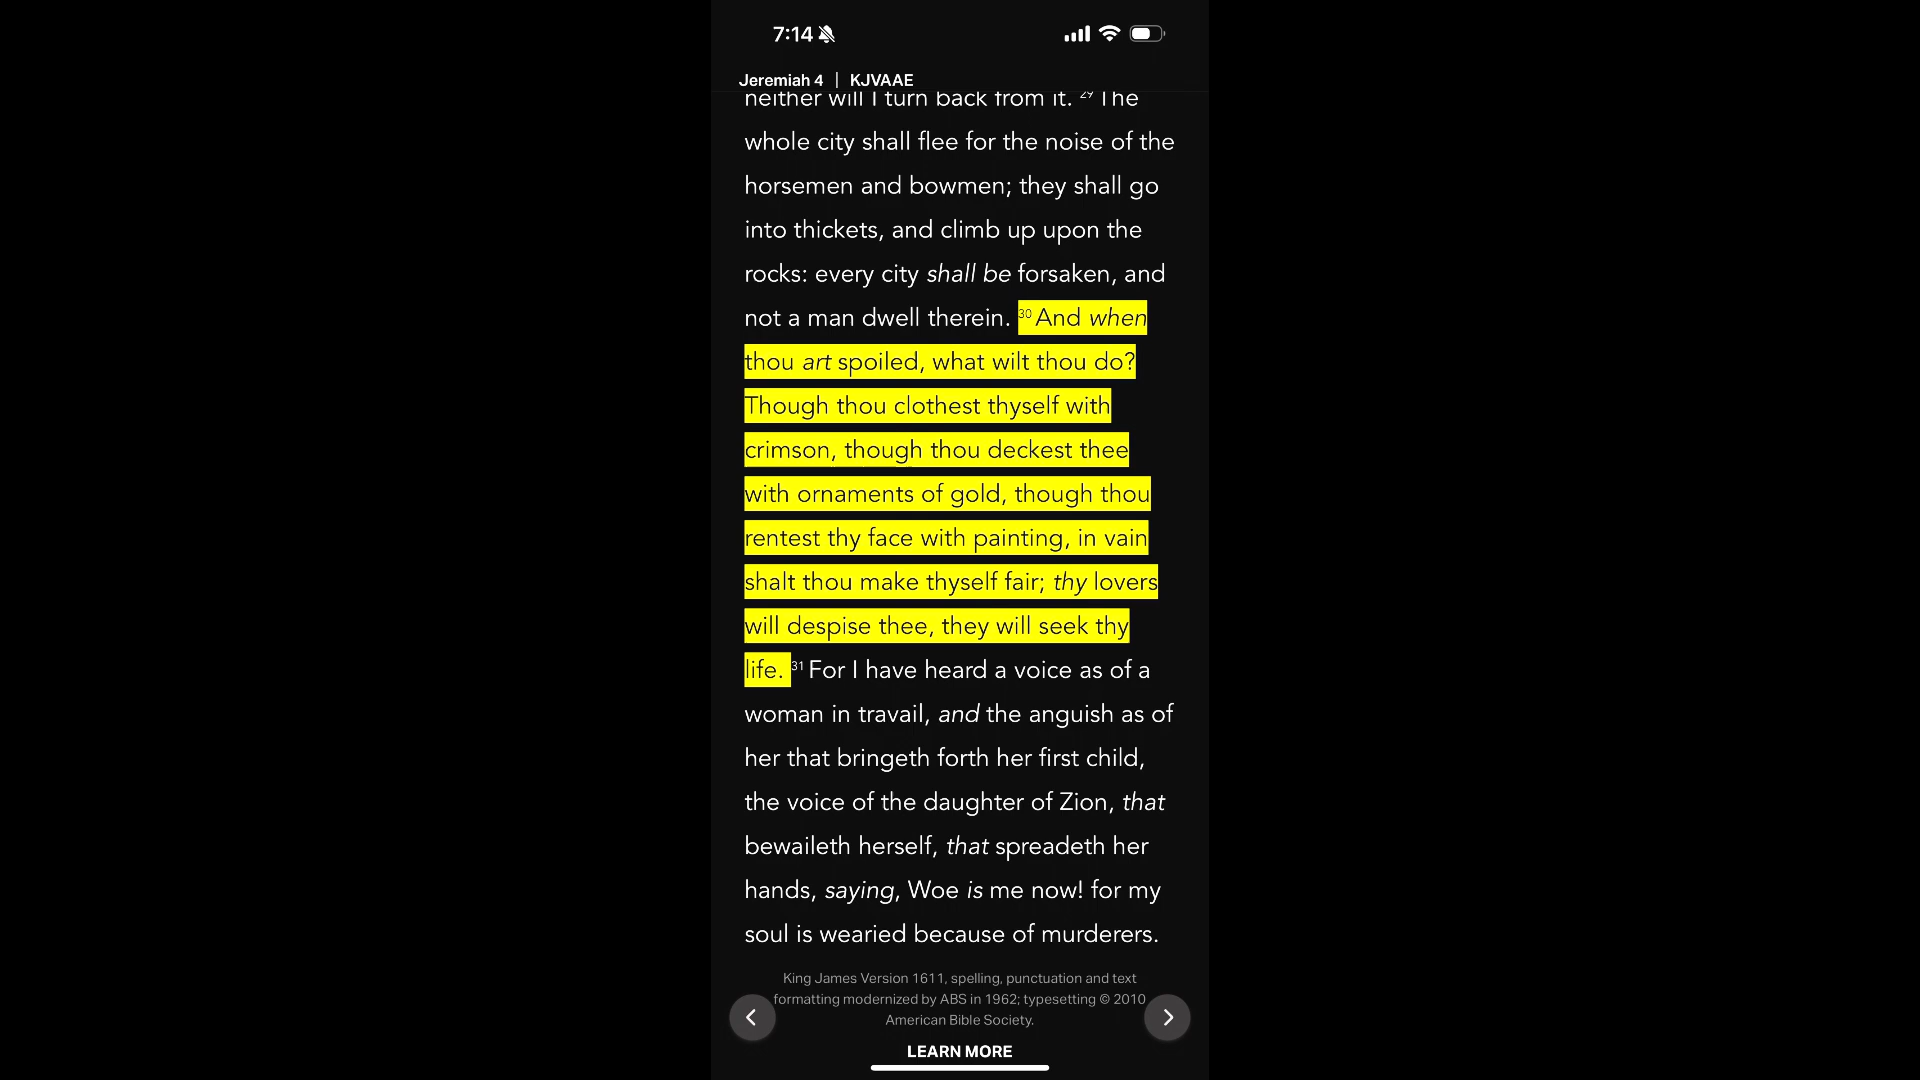 7:14
Jeremiah 4 | KJVAAE
neither will I turn back from it. 29 The
whole city shall flee for the noise of the
horsemen and bowmen; they shall go
into thickets, and climb up upon the
rocks: every city shall be forsaken, and
not a man dwell therein. 30 And when
thou art spoiled, what wilt thou do?
Though thou clothest thyself with
crimson, though thou deckest thee
with ornaments of gold, though thou
rentest thy face with painting, in vain
shalt thou make thyself fair; thy lovers
will despise thee, they will seek thy
life. 31 For I have heard a voice as of a
woman in travail, and the anguish as of
her that bringeth forth her first child,
the voice of the daughter of Zion, that
bewaileth herself, that spreadeth her
hands, saying, Woe is me now! for my
soul is wearied because of murderers.
King James Version 1611, spelling, punctuation and text
formatting modernized by ABS in 1962; typesetting © 2010
American Bible Society.
LEARN MORE